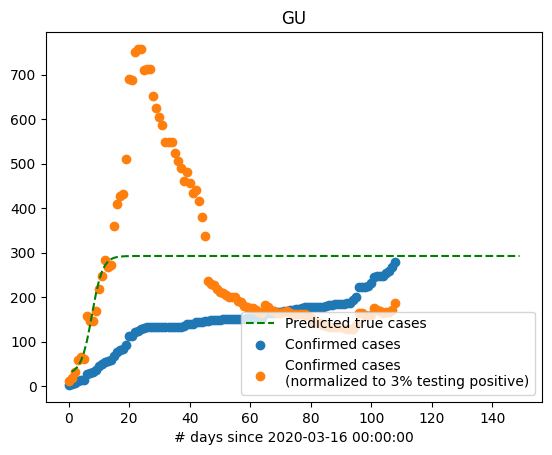 GU
700
600
500
400
300
200
100
0
Predicted true cases
Confirmed cases
Confirmed cases
(normalized to 3% testing positive)
0 20 40 60 80 100 120 140
# days since 2020-03-16 00:00:00